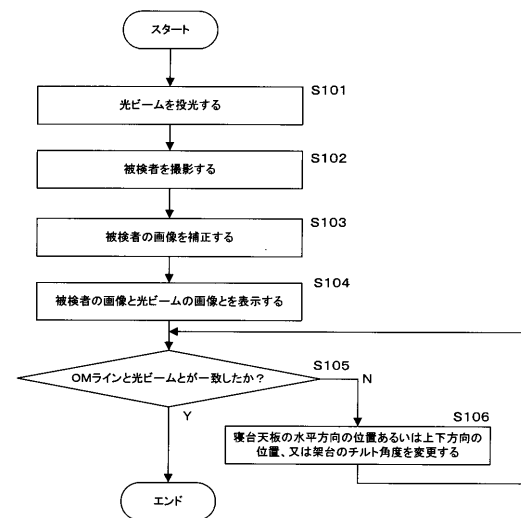 スタート
S101
光ビームを投光する
S102
被検者を撮影する
S103
被検者の画像を補正する
S104
被検者の画像と光ビームの画像とを表示する
S105
OMラインと光ビームとが一致したか？
N
Y
S106
寝台天板の水平方向の位置あるいは上下方向の
位置、又は架台のチルト角度を変更する
エンド